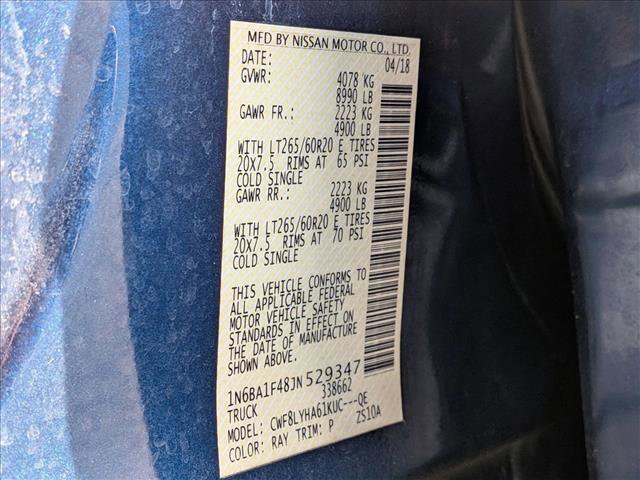 MFD BY NISSAN MOTOR CO., LTD.
DATE: 04/18
GVWR: 4078 KG
8990 LB
GAWR FR.: 2223 KG
4900 LB
WITH LT265/60R20 E TIRES
20x7.5 RIMS AT 65 PSI
COLD SINGLE
GAWR RR.: 2223 KG
4900 LB
WITH LT265/60R20 E TIRES
20x7.5 RIMS AT 70 PSI
COLD SINGLE
THIS VEHICLE CONFORMS TO
ALL APPLICABLE FEDERAL
MOTOR VEHICLE SAFETY
STANDARDS IN EFFECT ON
THE DATE OF MANUFACTURE
SHOWN ABOVE.
1N6BA1F48JN529347
TRUCK 338662
MODEL: CWF8LYHA61KUC---QE
COLOR: RAY TRIM: P ZS10A